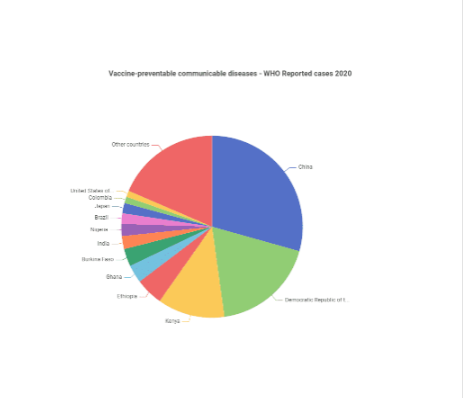 Vaccine-preventable communicable diseases - WHO Reported cases 2020
Other countries
China
United States of...
Colombia
Japan
Brazil
Nigeria
India
Burkina Faso
Ghana
Ethiopia
Democratic Republic of t...
Kenya